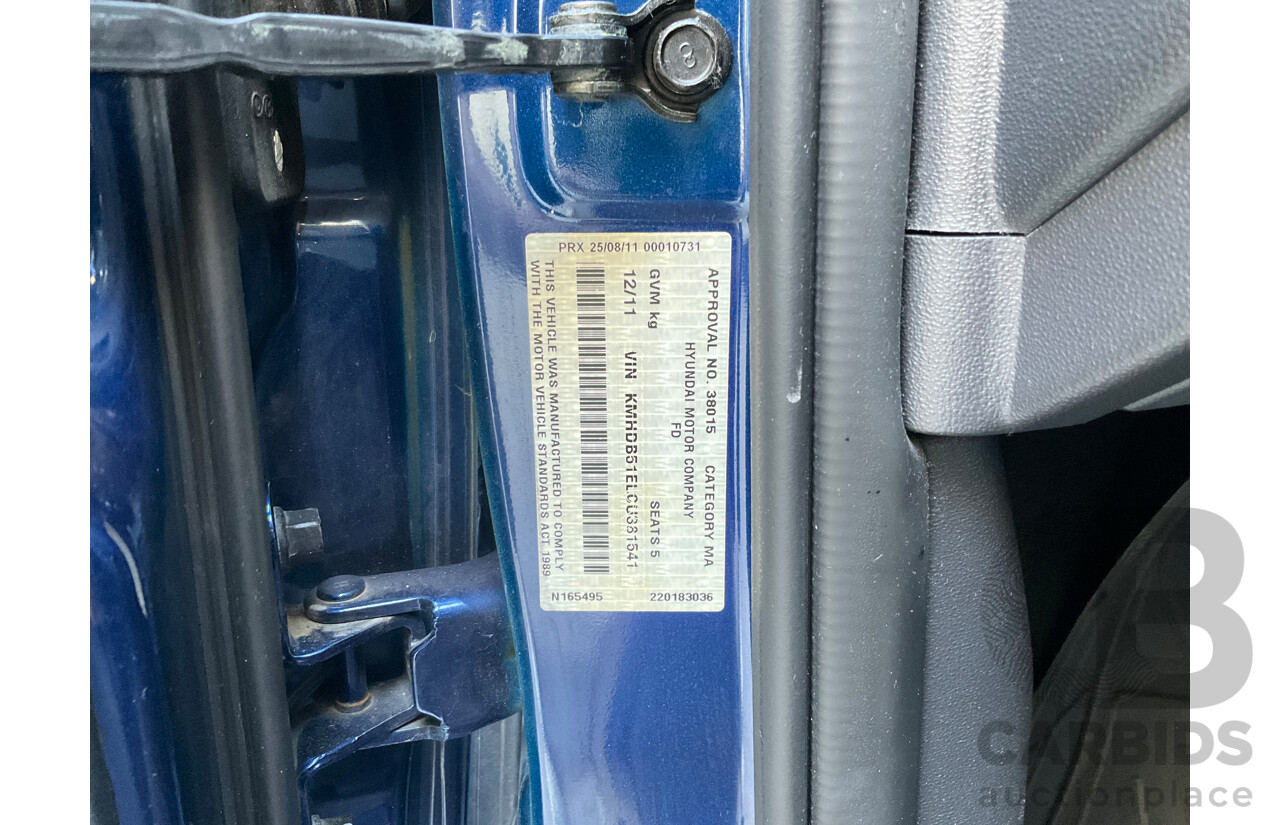 PRX 25/08/11 00010731
APPROVAL NO. 38015 CATEGORY MA
HYUNDAI MOTOR COMPANY
FD
GVM kg SEATS 5
12/11 VIN KMHDB51ELCU381541
THIS VEHICLE WAS MANUFACTURED TO COMPLY
WITH THE MOTOR VEHICLE STANDARDS ACT 1989
N165495 220183036
8
CB
CARBIDS
auctionplace